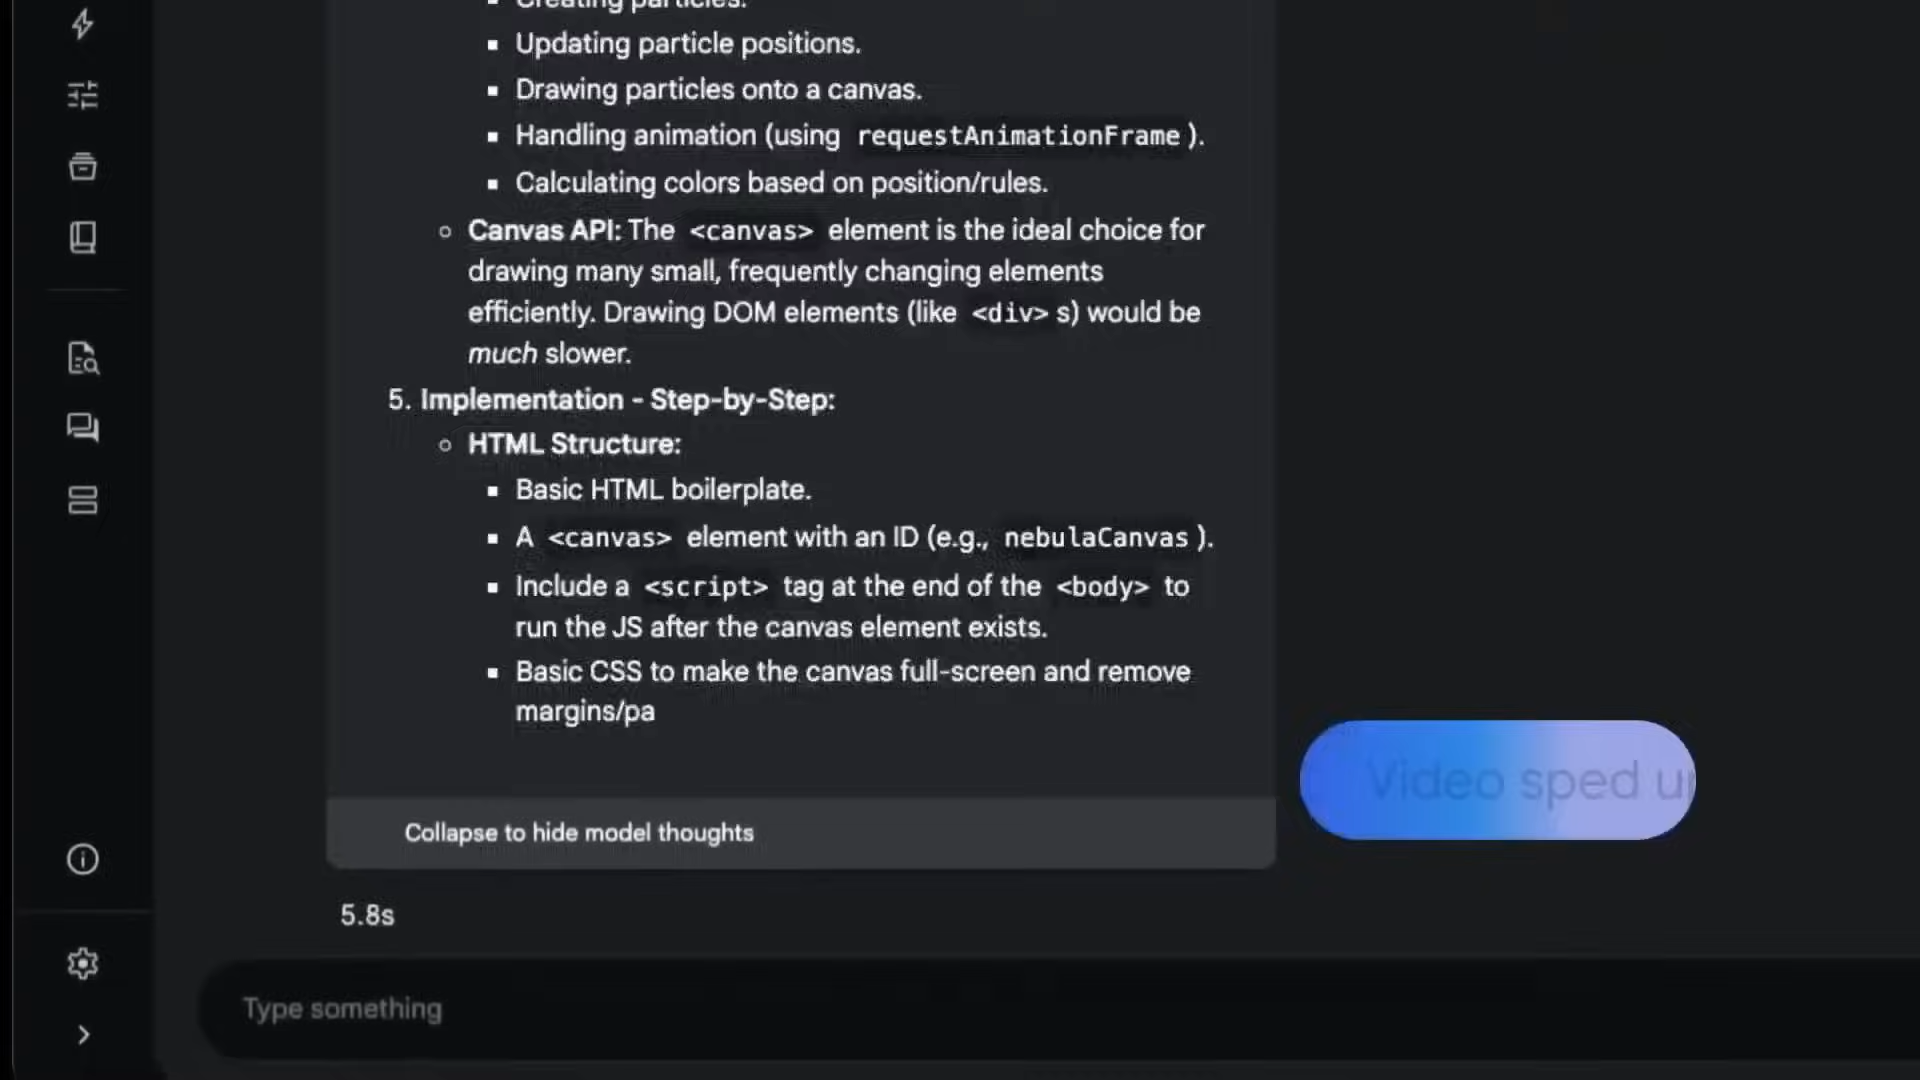 Creating particles.
Updating particle positions.
Drawing particles onto a canvas.
Handling animation (using requestAnimationFrame ).
Calculating colors based on position/rules.
Canvas API: The <canvas> element is the ideal choice for
drawing many small, frequently changing elements
efficiently. Drawing DOM elements (like <div> s) would be
much slower.
5. Implementation - Step-by-Step:
HTML Structure:
Basic HTML boilerplate.
A <canvas> element with an ID (e.g., nebulaCanvas ).
Include a <script> tag at the end of the <body> to
run the JS after the canvas element exists.
Basic CSS to make the canvas full-screen and remove
margins/pa
Video sped u
Collapse to hide model thoughts
5.8s
Type something